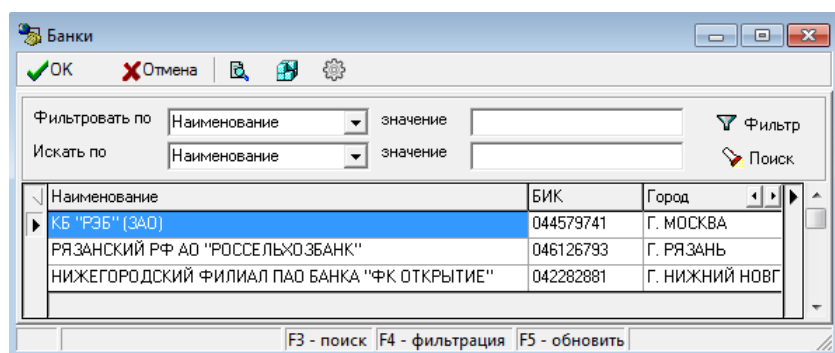 Банки
OK Отмена
Фильтровать по Наименование значение Фильтр
Искать по Наименование значение Поиск
Наименование БИК Город
КБ "РЭБ" (ЗАО) 044579741 Г. МОСКВА
РЯЗАНСКИЙ РФ АО "РОССЕЛЬХОЗБАНК" 046126793 Г. РЯЗАНЬ
НИЖЕГОРОДСКИЙ ФИЛИАЛ ПАО БАНКА "ФК ОТКРЫТИЕ" 042282881 Г. НИЖНИЙ НОВГ
F3 - поиск F4 - фильтрация F5 - обновить